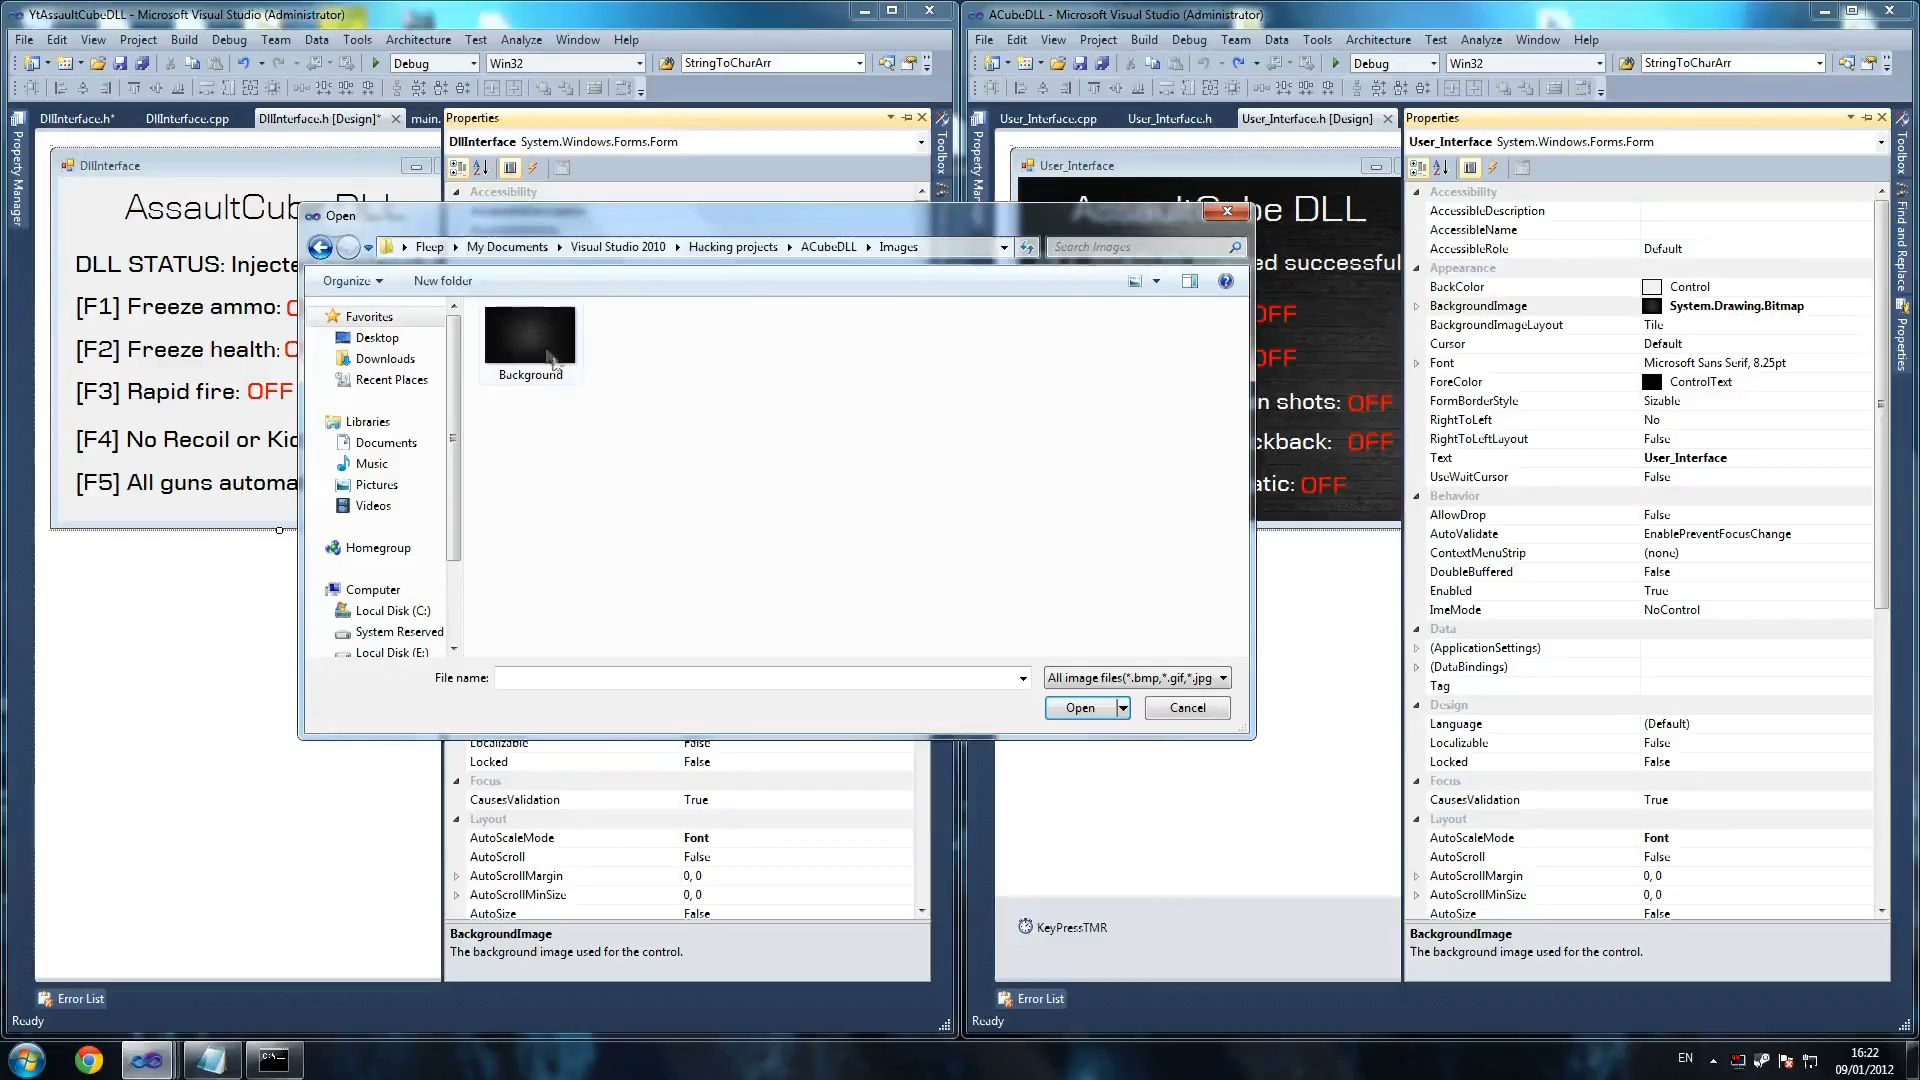 YtAssaultCubeDLL - Microsoft Visual Studio (Administrator)
File Edit View Project Build Debug Team Data Tools Architecture Test Analyze Window Help
Debug Win32 StringToCharArr
DllInterface.h* DllInterface.cpp DllInterface.h [Design]* main.
Property Manager
DllInterface
AssaultCube DLL
DLL STATUS: Injecte
[F1] Freeze ammo:
[F2] Freeze health:
[F3] Rapid fire: OFF
[F4] No Recoil or Kic
[F5] All guns automa
Properties
DllInterface System.Windows.Forms.Form
Accessibility
Toolbox
Localizable False
Locked False
Focus
CausesValidation True
Layout
AutoScaleMode Font
AutoScroll False
AutoScrollMargin 0, 0
AutoScrollMinSize 0, 0
AutoSize False
BackgroundImage
The background image used for the control.
Error List
Ready
Open
Fleep My Documents Visual Studio 2010 Hacking projects ACubeDLL Images
Search Images
Organize New folder
Favorites
Desktop
Downloads
Recent Places
Libraries
Documents
Music
Pictures
Videos
Homegroup
Computer
Local Disk (C:)
System Reserved
Local Disk (E:)
Background
File name:
All image files(*.bmp,*.gif,*.jpg
Open Cancel
ACubeDLL - Microsoft Visual Studio (Administrator)
File Edit View Project Build Debug Team Data Tools Architecture Test Analyze Window Help
Debug Win32 StringToCharArr
User_Interface.cpp User_Interface.h User_Interface.h [Design]
Property Man
User_Interface
AssaultCube DLL
ed successful
OFF
OFF
n shots: OFF
ckback: OFF
atic: OFF
KeyPressTMR
Properties
User_Interface System.Windows.Forms.Form
Accessibility
AccessibleDescription
AccessibleName
AccessibleRole Default
Appearance
BackColor Control
BackgroundImage System.Drawing.Bitmap
BackgroundImageLayout Tile
Cursor Default
Font Microsoft Sans Serif, 8.25pt
ForeColor ControlText
FormBorderStyle Sizable
RightToLeft No
RightToLeftLayout False
Text User_Interface
UseWaitCursor False
Behavior
AllowDrop False
AutoValidate EnablePreventFocusChange
ContextMenuStrip (none)
DoubleBuffered False
Enabled True
ImeMode NoControl
Data
(ApplicationSettings)
(DataBindings)
Tag
Design
Language (Default)
Localizable False
Locked False
Focus
CausesValidation True
Layout
AutoScaleMode Font
AutoScroll False
AutoScrollMargin 0, 0
AutoScrollMinSize 0, 0
AutoSize False
BackgroundImage
The background image used for the control.
Toolbox
Find and Replace
Properties
Error List
Ready
EN
16:22
09/01/2012